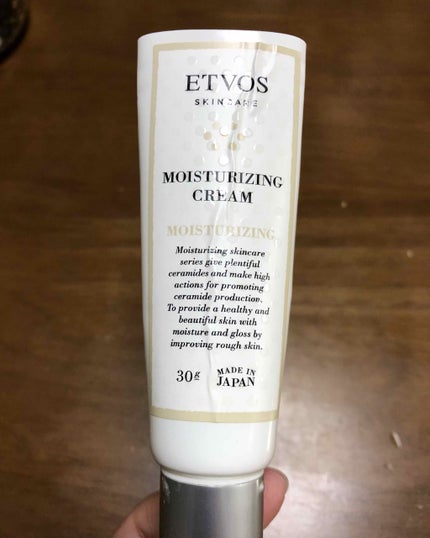 ETVOS
SKINCARE
MOISTURIZING
CREAM
MOISTURIZING
Moisturizing skincare
series give plentiful
ceramides and make high
actions for promoting
ceramide production.
To provide a healthy and
beautiful skin with
moisture and gloss by
improving rough skin.
30g
MADE IN
JAPAN